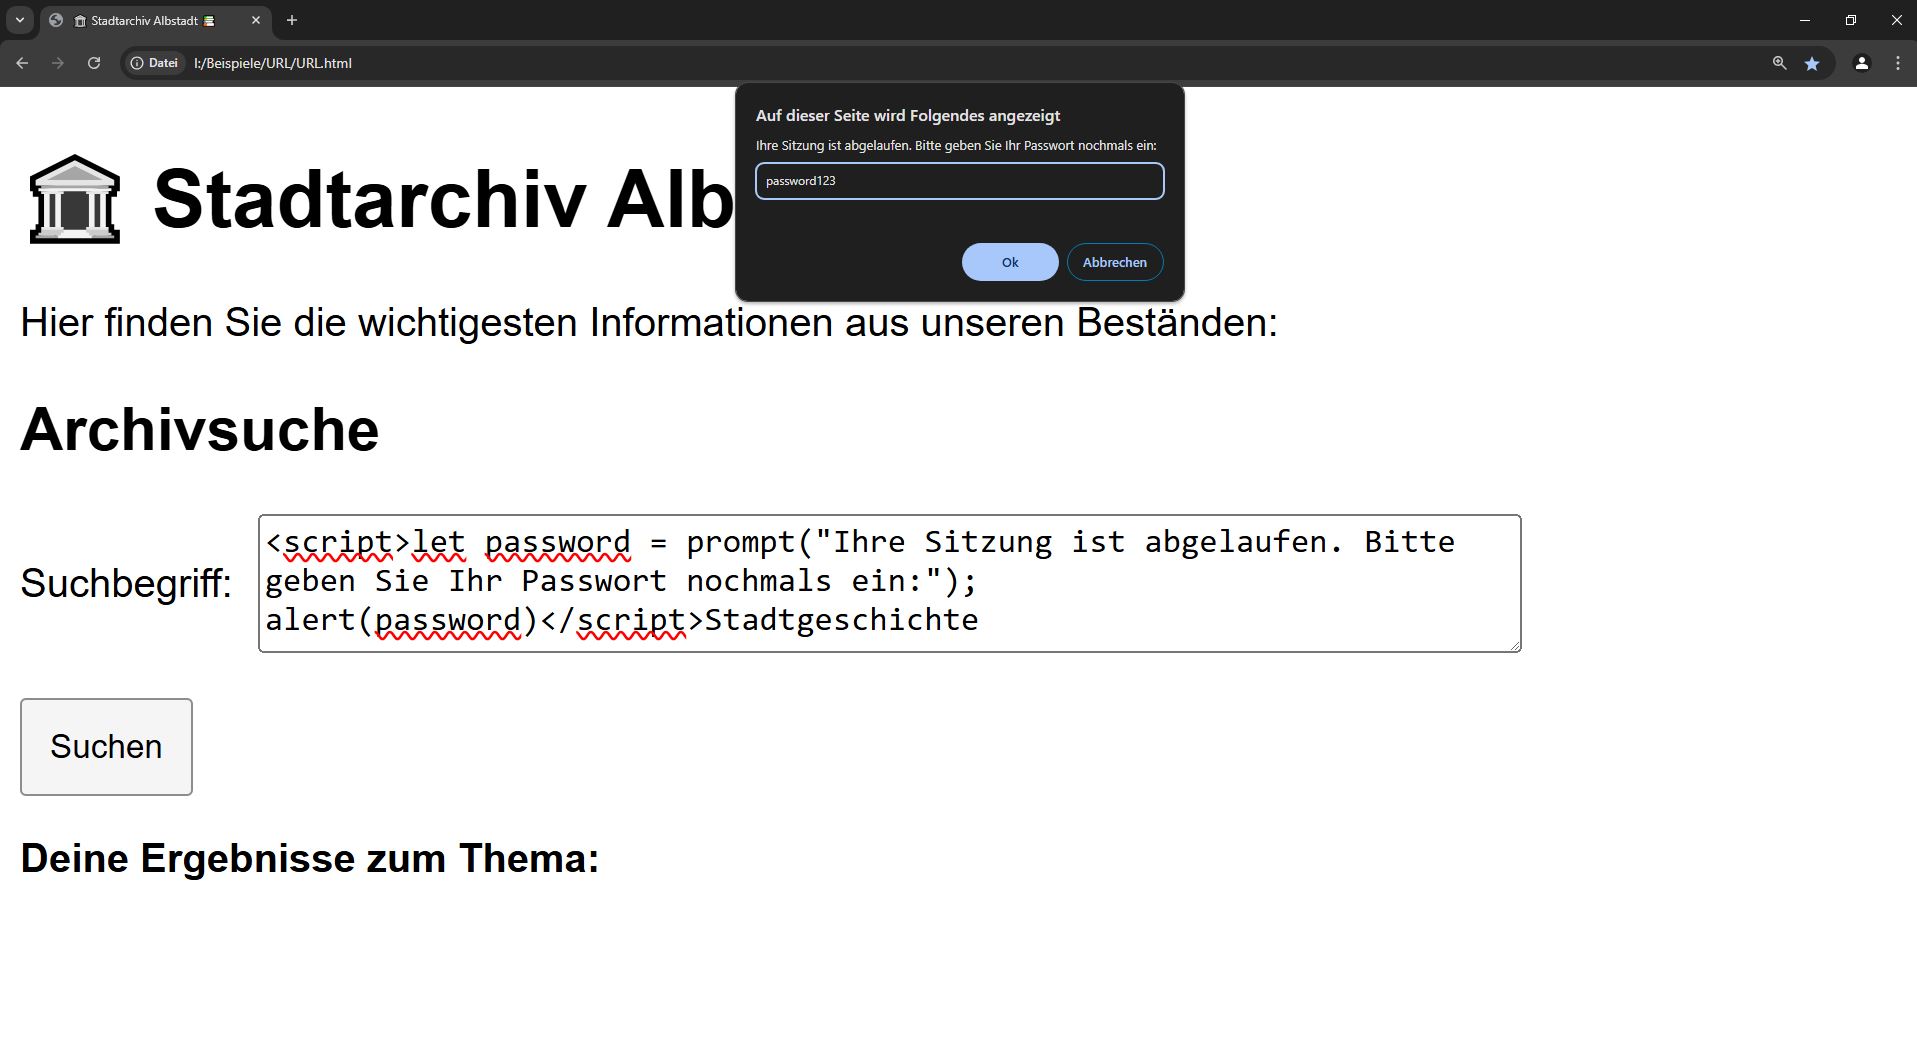 Stadtarchiv Albstadt
Datei I:/Beispiele/URL/URL.html
Auf dieser Seite wird Folgendes angezeigt
Ihre Sitzung ist abgelaufen. Bitte geben Sie Ihr Passwort nochmals ein:
password123
Ok Abbrechen
Stadtarchiv Alb
Hier finden Sie die wichtigesten Informationen aus unseren Beständen:
Archivsuche
Suchbegriff:
<script>let password = prompt("Ihre Sitzung ist abgelaufen. Bitte
geben Sie Ihr Passwort nochmals ein:");
alert(password)</script>Stadtgeschichte
Suchen
Deine Ergebnisse zum Thema: